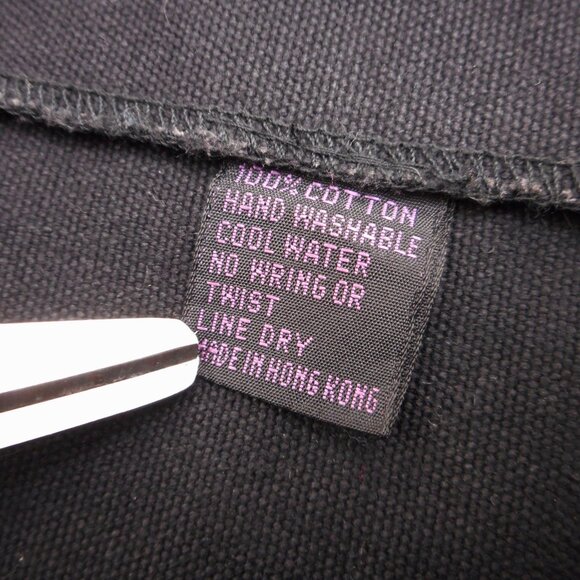 100% COTTON
HAND WASHABLE
COOL WATER
NO WRING OR
TWIST
LINE DRY
MADE IN HONG KONG